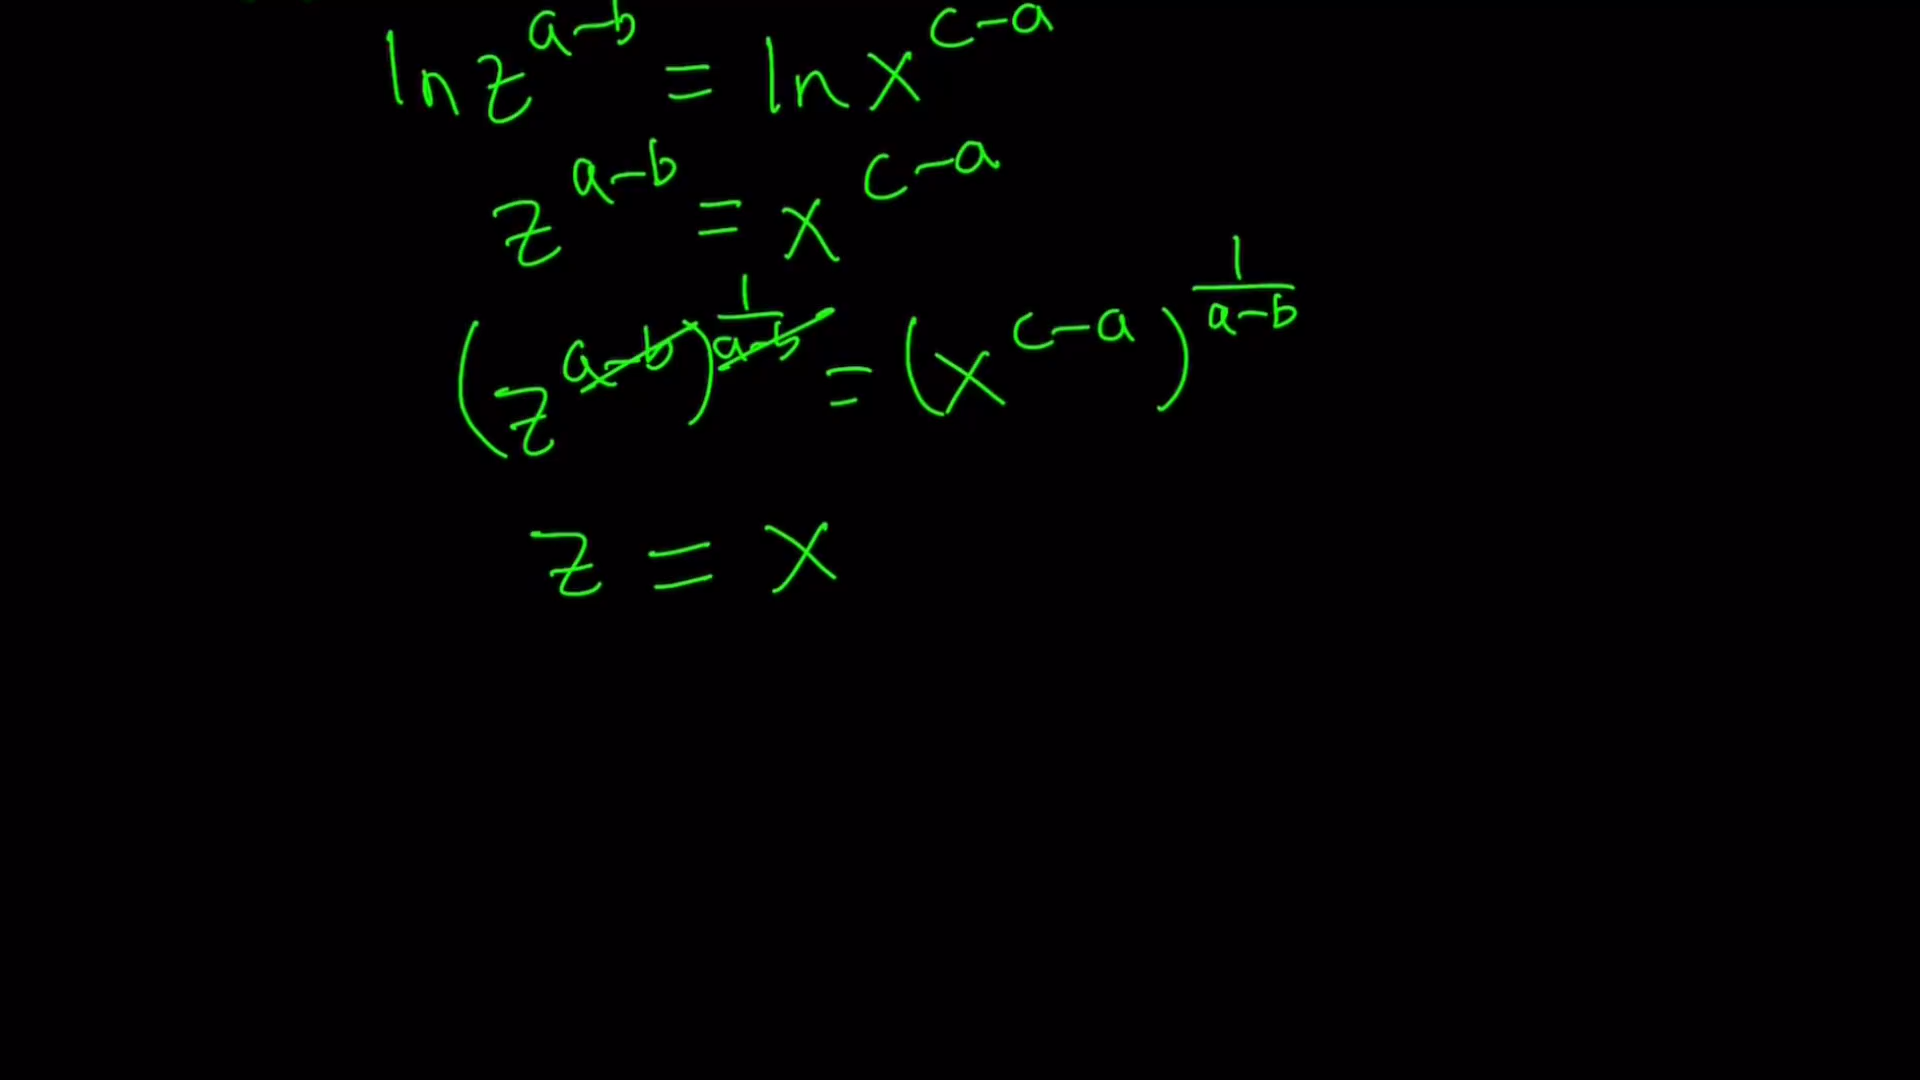 ln z^(a-b) = ln x^(c-a)
z^(a-b) = x^(c-a)
(z^(a-b))^(1/(a-b)) = (x^(c-a))^(1/(a-b))
z = x